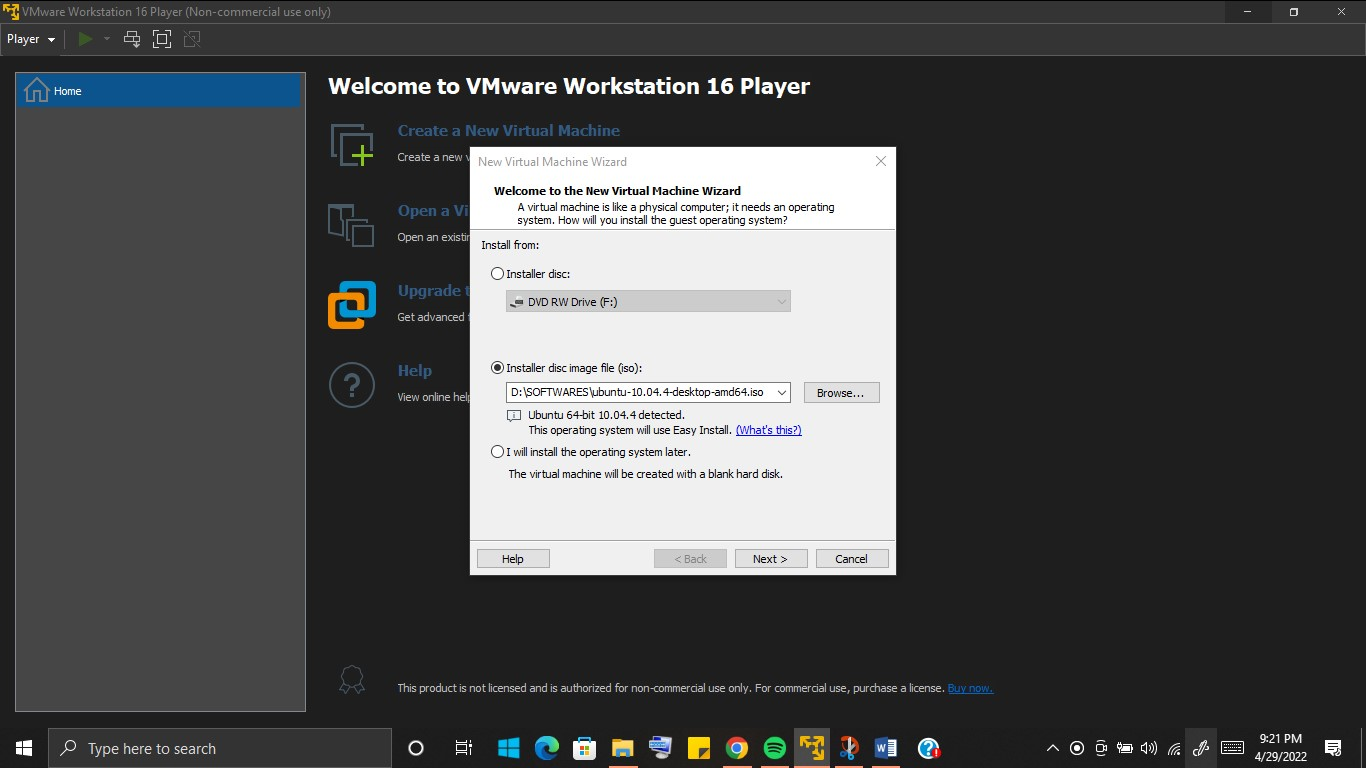 VMware Workstation 16 Player (Non-commercial use only)
Player
Home
Welcome to VMware Workstation 16 Player
Create a New Virtual Machine
Create a new v
Open a Vi
Open an existin
Upgrade t
Get advanced f
Help
View online help
New Virtual Machine Wizard
Welcome to the New Virtual Machine Wizard
A virtual machine is like a physical computer; it needs an operating
system. How will you install the guest operating system?
Install from:
Installer disc:
DVD RW Drive (F:)
Installer disc image file (iso):
D:\SOFTWARES\ubuntu-10.04.4-desktop-amd64.iso
Browse...
Ubuntu 64-bit 10.04.4 detected.
This operating system will use Easy Install. (What's this?)
I will install the operating system later.
The virtual machine will be created with a blank hard disk.
Help
< Back
Next >
Cancel
This product is not licensed and is authorized for non-commercial use only. For commercial use, purchase a license. Buy now.
Type here to search
9:21 PM
4/29/2022